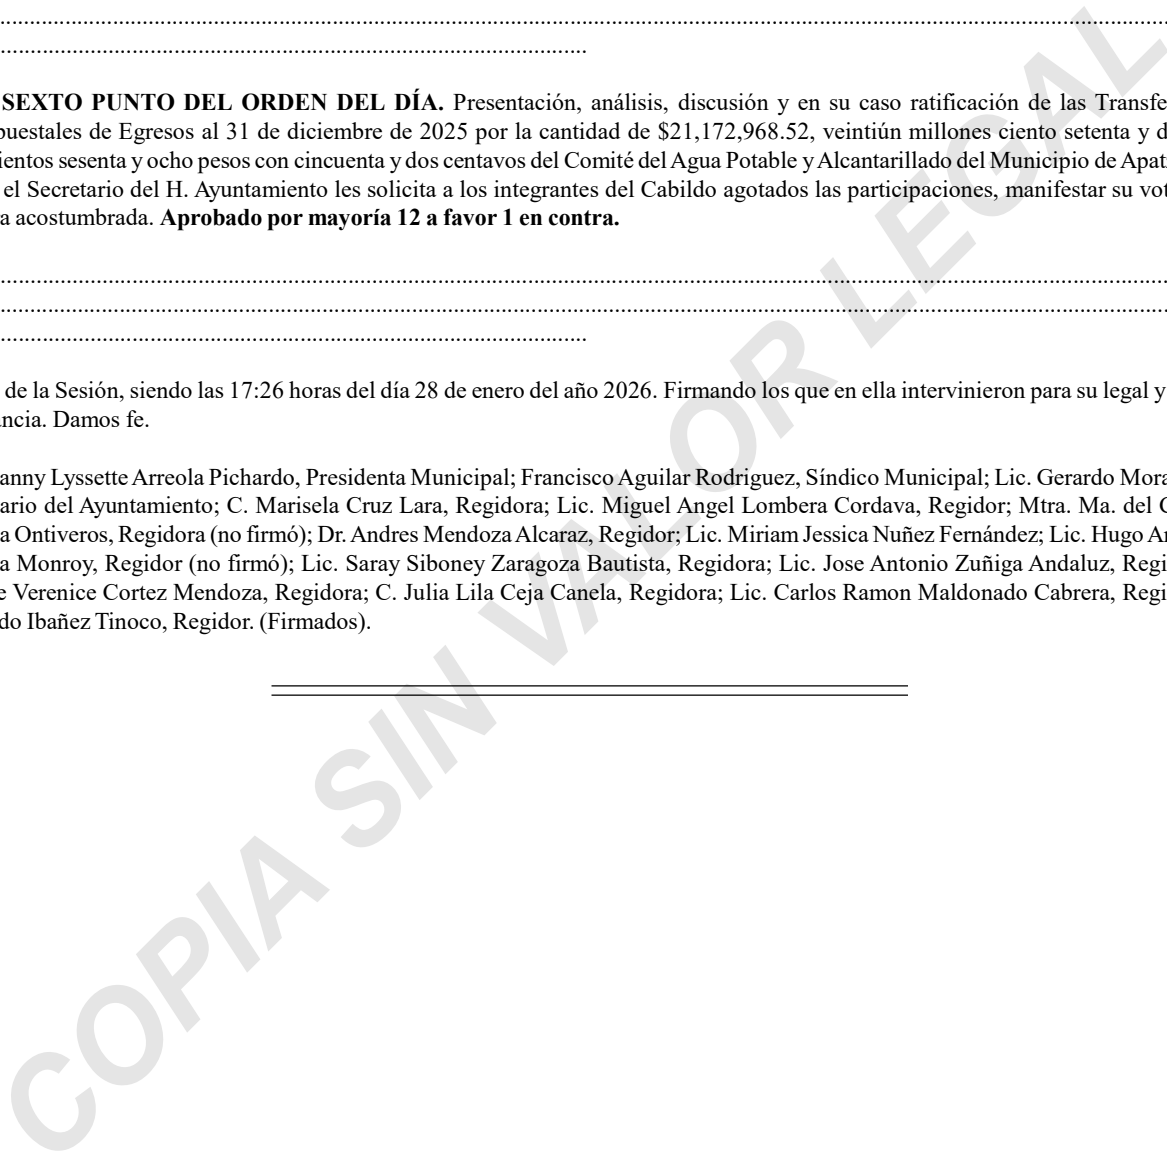 SEXTO PUNTO DEL ORDEN DEL DÍA. Presentación, análisis, discusión y en su caso ratificación de las Transfe
puestales de Egresos al 31 de diciembre de 2025 por la cantidad de $21,172,968.52, veintiún millones ciento setenta y d
ientos sesenta y ocho pesos con cincuenta y dos centavos del Comité del Agua Potable y Alcantarillado del Municipio de Apat
el Secretario del H. Ayuntamiento les solicita a los integrantes del Cabildo agotados las participaciones, manifestar su vot
a acostumbrada. Aprobado por mayoría 12 a favor 1 en contra.
de la Sesión, siendo las 17:26 horas del día 28 de enero del año 2026. Firmando los que en ella intervinieron para su legal y
ancia. Damos fe.
anny Lyssette Arreola Pichardo, Presidenta Municipal; Francisco Aguilar Rodriguez, Síndico Municipal; Lic. Gerardo Mora
ario del Ayuntamiento; C. Marisela Cruz Lara, Regidora; Lic. Miguel Angel Lombera Cordava, Regidor; Mtra. Ma. del C
a Ontiveros, Regidora (no firmó); Dr. Andres Mendoza Alcaraz, Regidor; Lic. Miriam Jessica Nuñez Fernández; Lic. Hugo A
a Monroy, Regidor (no firmó); Lic. Saray Siboney Zaragoza Bautista, Regidora; Lic. Jose Antonio Zuñiga Andaluz, Regi
e Verenice Cortez Mendoza, Regidora; C. Julia Lila Ceja Canela, Regidora; Lic. Carlos Ramon Maldonado Cabrera, Regi
do Ibañez Tinoco, Regidor. (Firmados).
COPIA SIN VALOR LEGAL